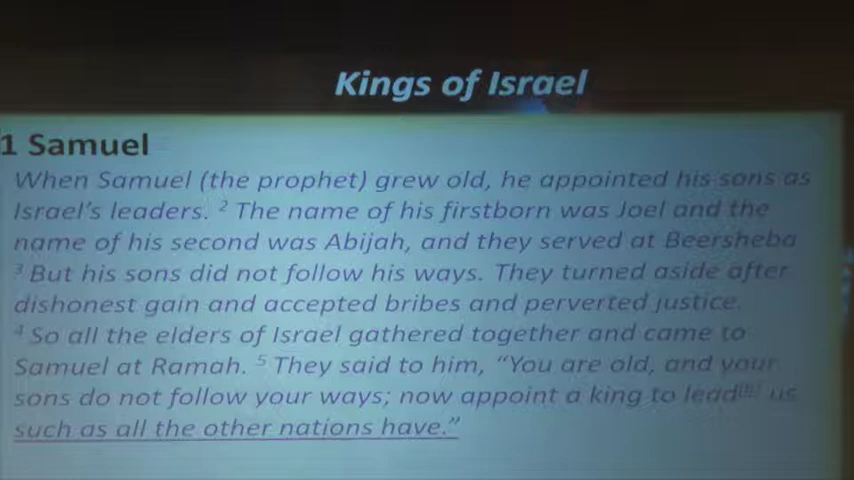 Kings of Israel
1 Samuel
When Samuel (the prophet) grew old, he appointed his sons as
Israel's leaders. ² The name of his firstborn was Joel and the
name of his second was Abijah, and they served at Beersheba
³ But his sons did not follow his ways. They turned aside after
dishonest gain and accepted bribes and perverted justice.
⁴ So all the elders of Israel gathered together and came to
Samuel at Ramah. ⁵ They said to him, "You are old, and your
sons do not follow your ways; now appoint a king to lead us
such as all the other nations have."